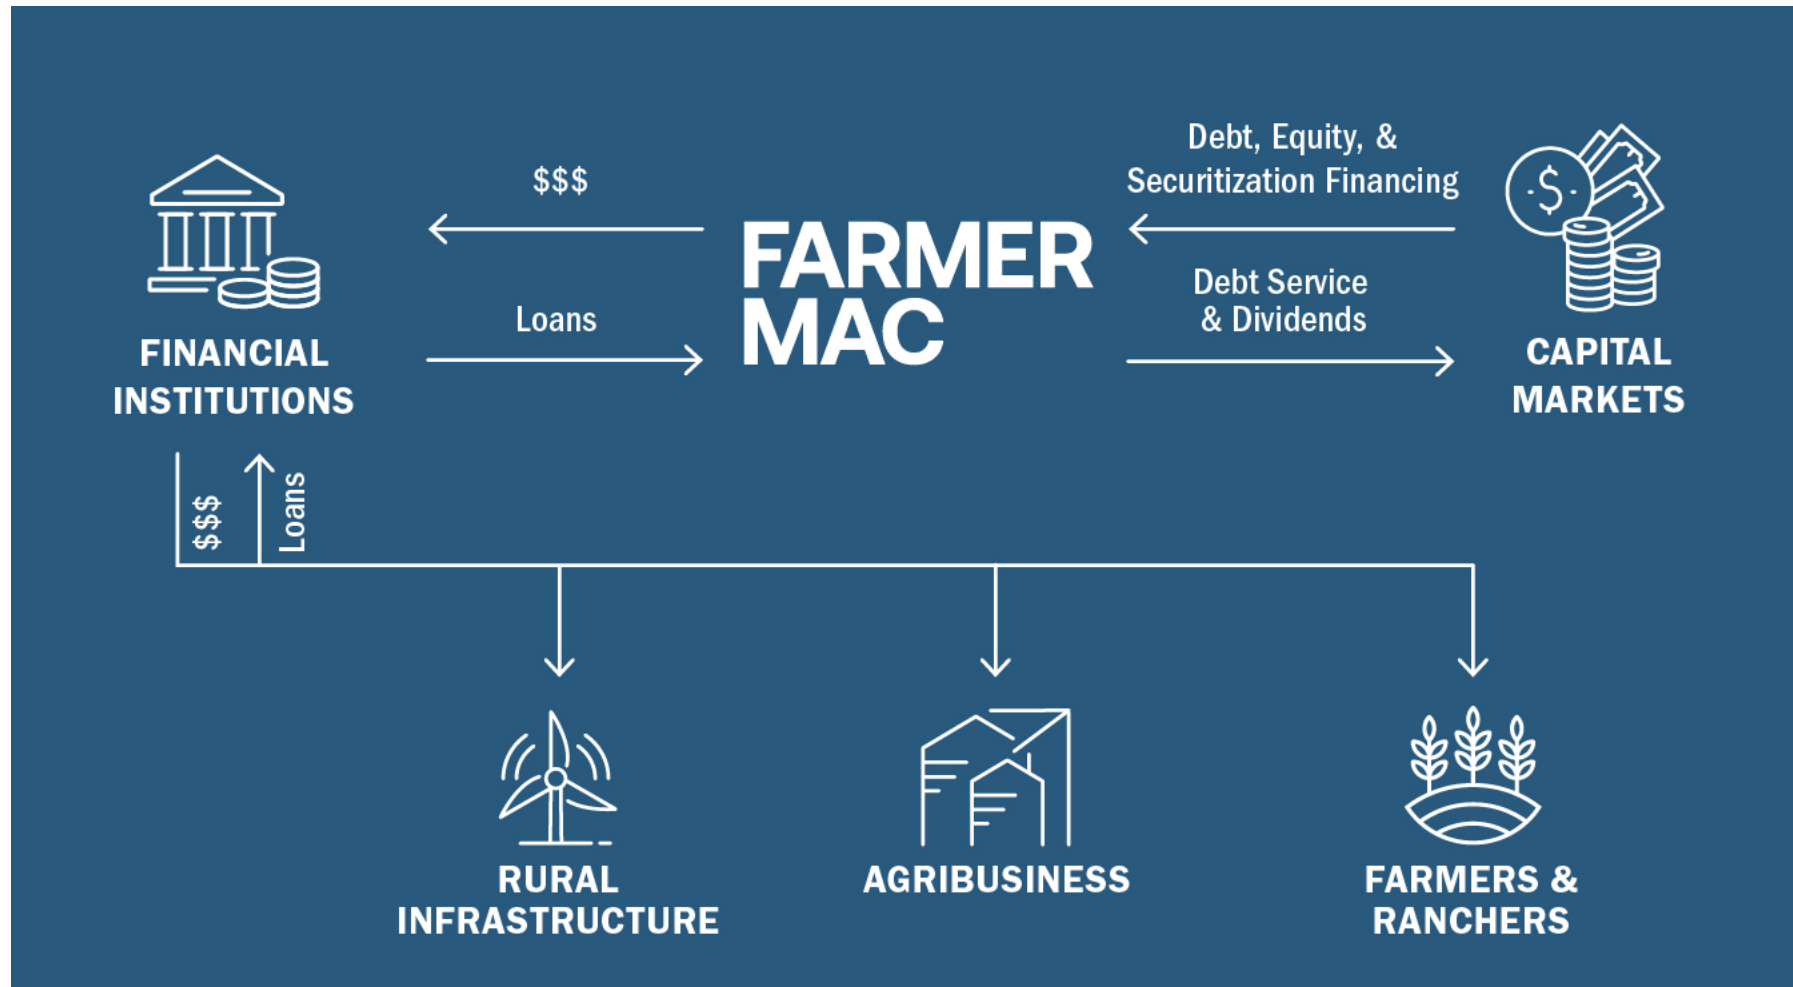 $$$
Debt, Equity, &
Securitization Financing
FARMER
MAC
Loans
Debt Service
& Dividends
FINANCIAL
INSTITUTIONS
CAPITAL
MARKETS
$$$
Loans
RURAL
INFRASTRUCTURE
AGRIBUSINESS
FARMERS &
RANCHERS
$